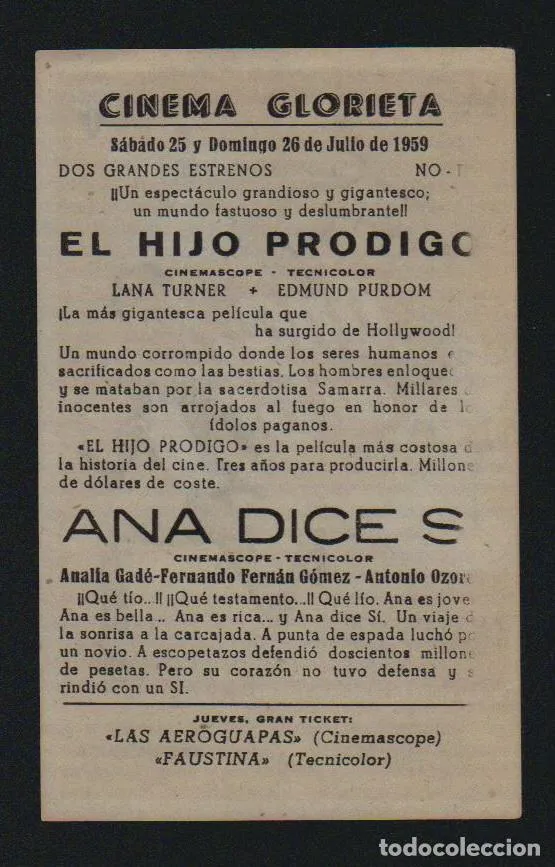 CINEMA GLORIETA
Sábado 25 y Domingo 26 de Julio de 1959
DOS GRANDES ESTRENOS NO-
¡¡Un espectáculo grandioso y gigantesco;
un mundo fastuoso y deslumbrante!!
EL HIJO PRODIGO
CINEMASCOPE - TECNICOLOR
LANA TURNER + EDMUND PURDOM
¡La más gigantesca película que
ha surgido de Hollywood!
Un mundo corrompido donde los seres humanos
sacrificados como las bestias. Los hombres enloque
y se mataban por la sacerdotisa Samarra. Millares
inocentes son arrojados al fuego en honor de
ídolos paganos.
«EL HIJO PRODIGO» es la película más costosa
la historia del cine. Tres años para producirla. Millone
de dólares de coste.
ANA DICE S
CINEMASCOPE - TECNICOLOR
Analía Gadé-Fernando Fernán Gómez - Antonio Ozor
¡¡Qué tío...!! ¡¡Qué testamento...!! Qué lío. Ana es jove
Ana es bella... Ana es rica... y Ana dice Sí. Un viaje
la sonrisa a la carcajada. A punta de espada luchó
un novio. A escopetazos defendió doscientos millone
de pesetas. Pero su corazón no tuvo defensa y
rindió con un SI.
JUEVES, GRAN TICKET:
«LAS AEROGUAPAS» (Cinemascope)
«FAUSTINA» (Tecnicolor)
todocoleccion